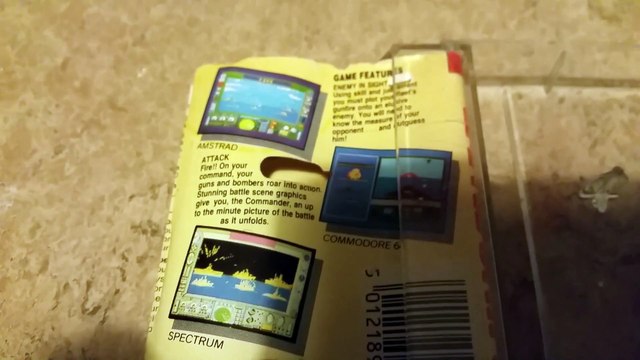 GAME FEATURES
ENEMY IN SIGHT
Using skill and
you must plot your fleet's
gunfire onto an
enemy. You will need to
know the measure of your
opponent and outguess
him!
AMSTRAD
ATTACK
Fire!! On your
command, your
guns and bombers roar into action.
Stunning battle scene graphics
give you, the Commander, an up
to the minute picture of the battle
as it unfolds.
COMMODORE 6
SPECTRUM
5 012189